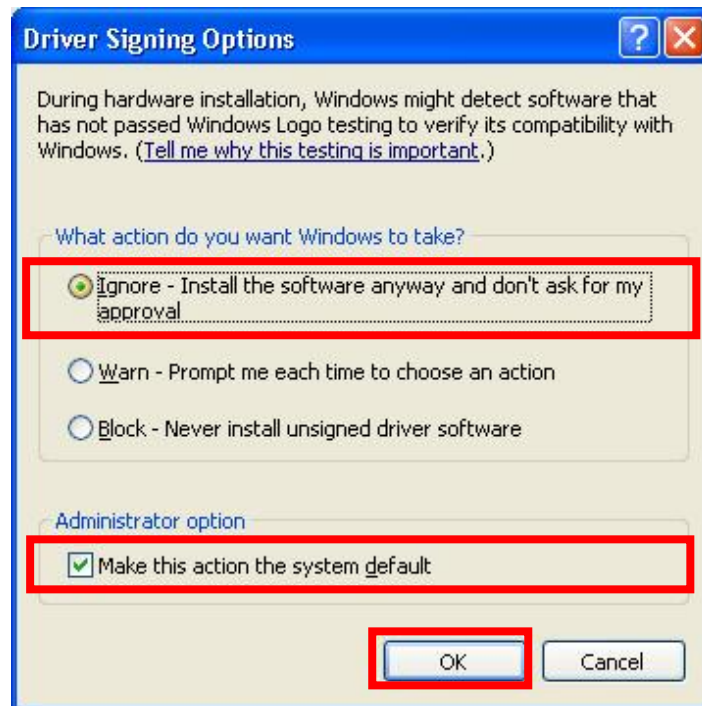 Driver Signing Options
During hardware installation, Windows might detect software that
has not passed Windows Logo testing to verify its compatibility with
Windows. (Tell me why this testing is important.)
What action do you want Windows to take?
Ignore - Install the software anyway and don't ask for my
approval
Warn - Prompt me each time to choose an action
Block - Never install unsigned driver software
Administrator option
Make this action the system default
OK Cancel